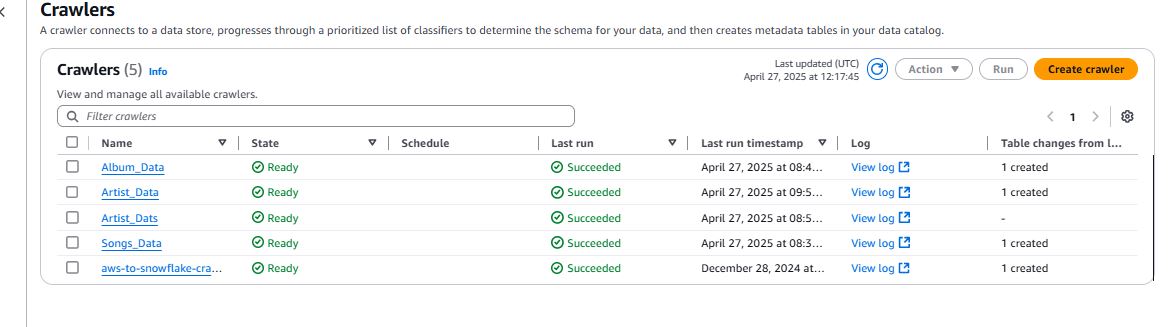 Crawlers
A crawler connects to a data store, progresses through a prioritized list of classifiers to determine the schema for your data, and then creates metadata tables in your data catalog.
Crawlers (5) Info
Last updated (UTC)
April 27, 2025 at 12:17:45
Action
Run
Create crawler
View and manage all available crawlers.
Filter crawlers
1
Name State Schedule Last run Last run timestamp Log Table changes from l...
Album_Data Ready Succeeded April 27, 2025 at 08:4... View log 1 created
Artist_Data Ready Succeeded April 27, 2025 at 09:5... View log 1 created
Artist_Dats Ready Succeeded April 27, 2025 at 08:5... View log -
Songs_Data Ready Succeeded April 27, 2025 at 08:3... View log 1 created
aws-to-snowflake-cra... Ready Succeeded December 28, 2024 at... View log 1 created